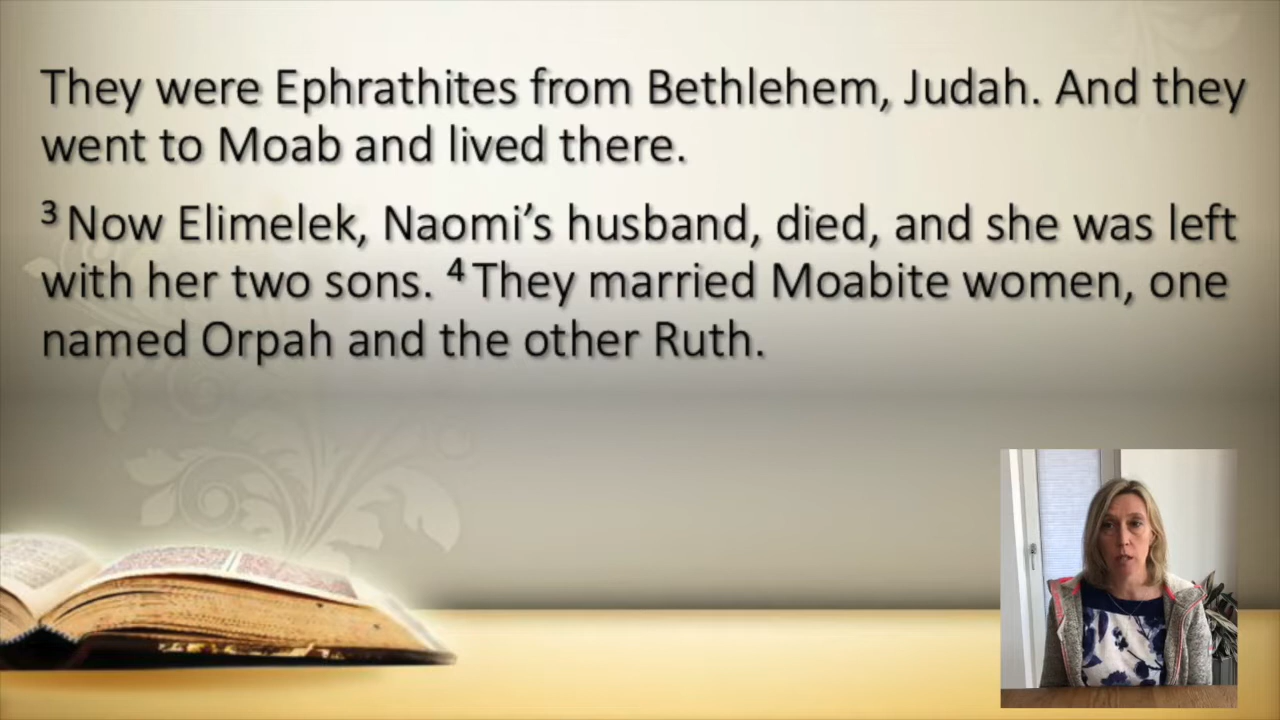 They were Ephrathites from Bethlehem, Judah. And they
went to Moab and lived there.
³ Now Elimelek, Naomi’s husband, died, and she was left
with her two sons. ⁴ They married Moabite women, one
named Orpah and the other Ruth.